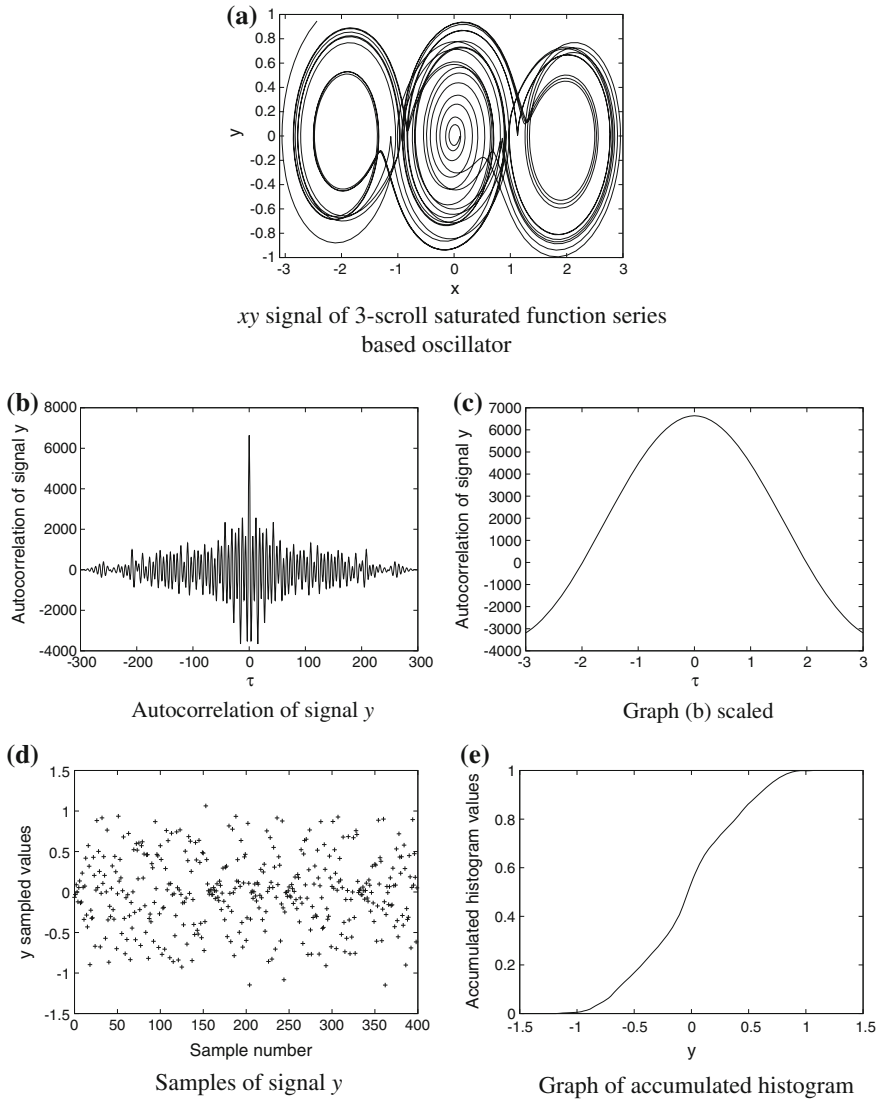 (a)
1
0.8
0.6
0.4
0.2
0
-0.2
-0.4
-0.6
-0.8
-1
y
-3 -2 -1 0 1 2 3
x
xy signal of 3-scroll saturated function series
based oscillator
(b)
8000
6000
4000
2000
0
-2000
-4000
Autocorrelation of signal y
-300 -200 -100 0 100 200 300
τ
Autocorrelation of signal y
(c)
7000
6000
5000
4000
3000
2000
1000
0
-1000
-2000
-3000
-4000
Autocorrelation of signal y
-3 -2 -1 0 1 2 3
τ
Graph (b) scaled
(d)
1.5
1
0.5
0
-0.5
-1
-1.5
y sampled values
0 50 100 150 200 250 300 350 400
Sample number
Samples of signal y
(e)
1
0.8
0.6
0.4
0.2
0
Accumulated histogram values
-1.5 -1 -0.5 0 0.5 1 1.5
y
Graph of accumulated histogram